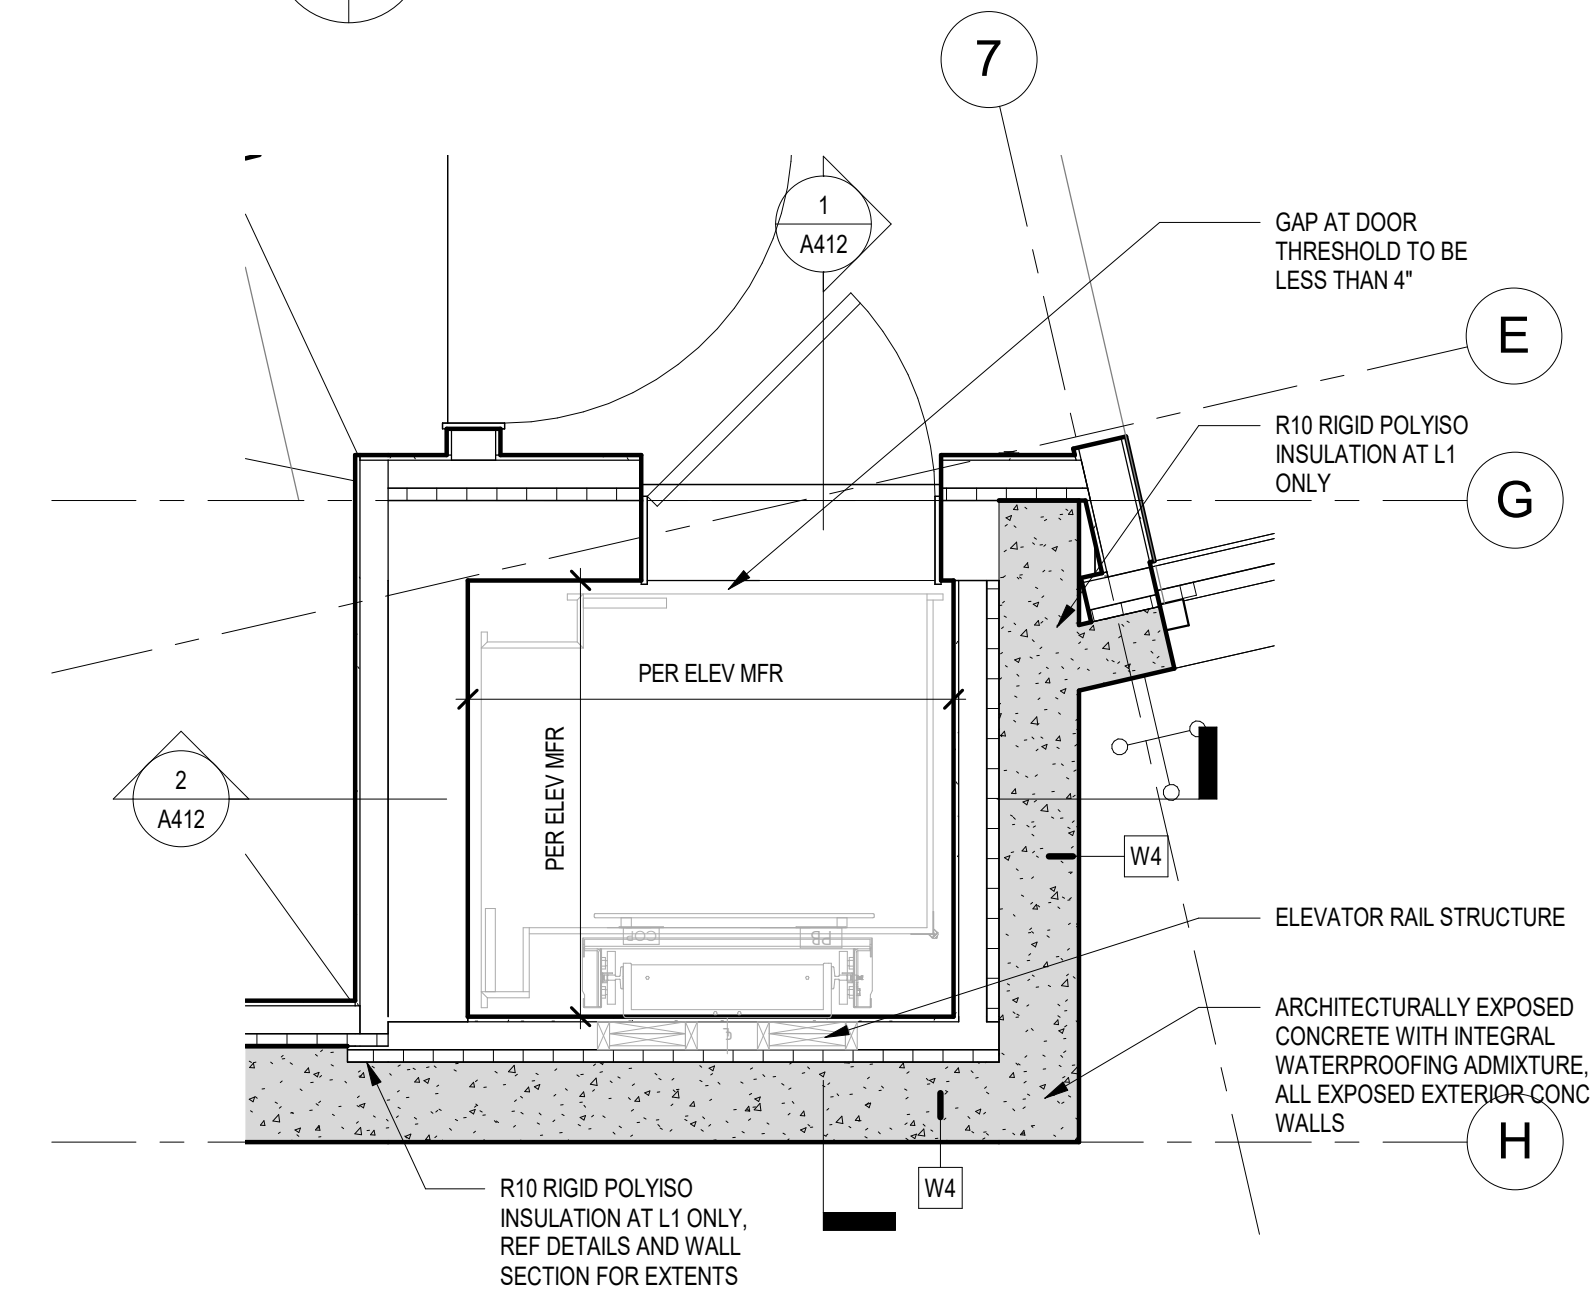 7
1
A412
GAP AT DOOR
THRESHOLD TO BE
LESS THAN 4"
E
R10 RIGID POLYISO
INSULATION AT L1
ONLY
G
PER ELEV MFR
PER ELEV MFR
2
A412
W4
ELEVATOR RAIL STRUCTURE
ARCHITECTURALLY EXPOSED
CONCRETE WITH INTEGRAL
WATERPROOFING ADMIXTURE,
ALL EXPOSED EXTERIOR CONC
WALLS
H
W4
R10 RIGID POLYISO
INSULATION AT L1 ONLY,
REF DETAILS AND WALL
SECTION FOR EXTENTS